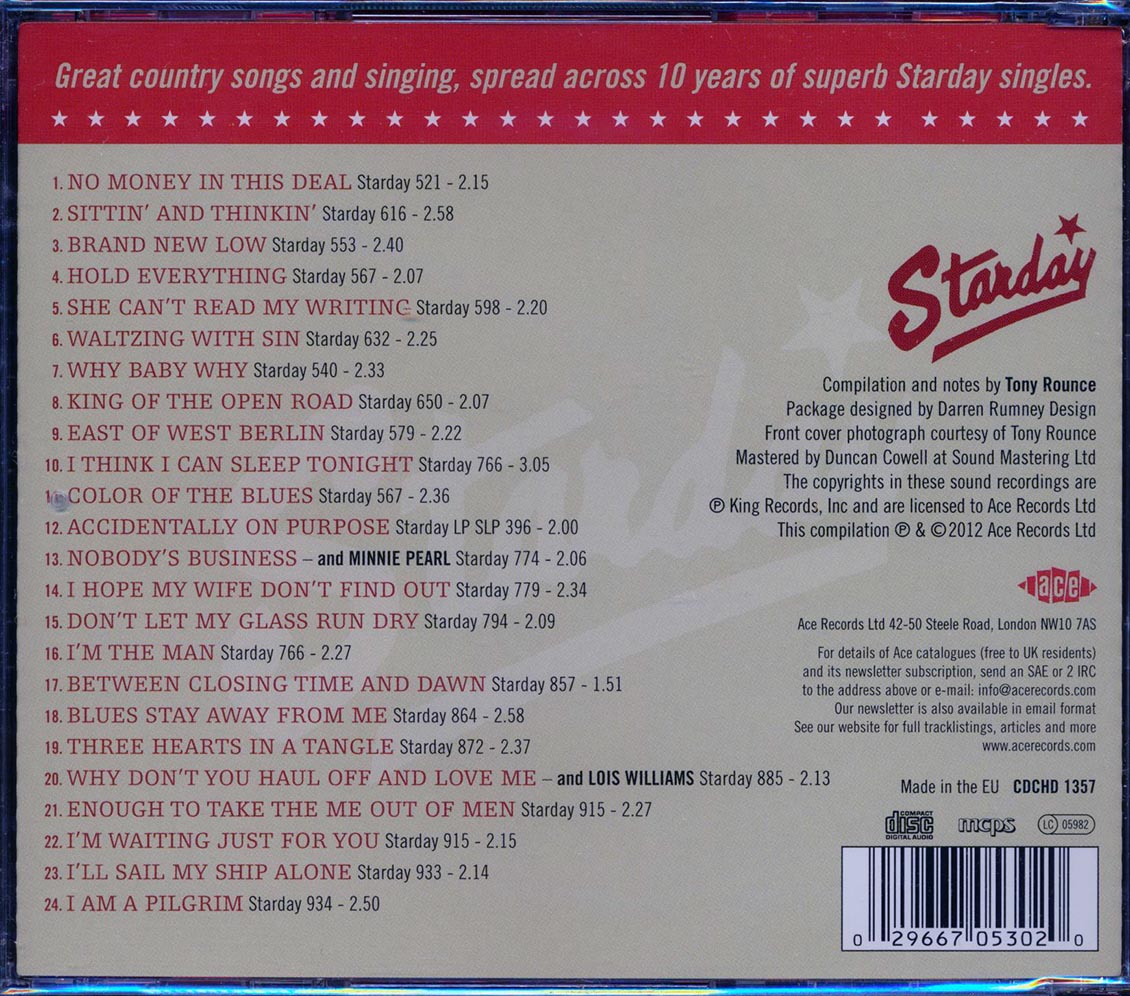 Great country songs and singing, spread across 10 years of superb Starday singles.
1. NO MONEY IN THIS DEAL Starday 521 - 2.15
2. SITTIN' AND THINKIN' Starday 616 - 2.58
3. BRAND NEW LOW Starday 553 - 2.40
4. HOLD EVERYTHING Starday 567 - 2.07
5. SHE CAN'T READ MY WRITING Starday 598 - 2.20
6. WALTZING WITH SIN Starday 632 - 2.25
7. WHY BABY WHY Starday 540 - 2.33
8. KING OF THE OPEN ROAD Starday 650 - 2.07
9. EAST OF WEST BERLIN Starday 579 - 2.22
10. I THINK I CAN SLEEP TONIGHT Starday 766 - 3.05
11. COLOR OF THE BLUES Starday 567 - 2.36
12. ACCIDENTALLY ON PURPOSE Starday LP SLP 396 - 2.00
13. NOBODY'S BUSINESS – and MINNIE PEARL Starday 774 - 2.06
14. I HOPE MY WIFE DON'T FIND OUT Starday 779 - 2.34
15. DON'T LET MY GLASS RUN DRY Starday 794 - 2.09
16. I'M THE MAN Starday 766 - 2.27
17. BETWEEN CLOSING TIME AND DAWN Starday 857 - 1.51
18. BLUES STAY AWAY FROM ME Starday 864 - 2.58
19. THREE HEARTS IN A TANGLE Starday 872 - 2.37
20. WHY DON'T YOU HAUL OFF AND LOVE ME – and LOIS WILLIAMS Starday 885 - 2.13
21. ENOUGH TO TAKE THE ME OUT OF MEN Starday 915 - 2.27
22. I'M WAITING JUST FOR YOU Starday 915 - 2.15
23. I'LL SAIL MY SHIP ALONE Starday 933 - 2.14
24. I AM A PILGRIM Starday 934 - 2.50
Starday
Starday
Compilation and notes by Tony Rounce
Package designed by Darren Rumney Design
Front cover photograph courtesy of Tony Rounce
Mastered by Duncan Cowell at Sound Mastering Ltd
The copyrights in these sound recordings are
℗ King Records, Inc and are licensed to Ace Records Ltd
This compilation ℗ & © 2012 Ace Records Ltd
ace
Ace Records Ltd 42-50 Steele Road, London NW10 7AS
For details of Ace catalogues (free to UK residents)
and its newsletter subscription, send an SAE or 2 IRC
to the address above or e-mail: info@acerecords.com
Our newsletter is also available in email format
See our website for full tracklistings, articles and more
www.acerecords.com
Made in the EU CDCHD 1357
COMPACT disc DIGITAL AUDIO
mcps
LC 05982
0 29667 05302 0